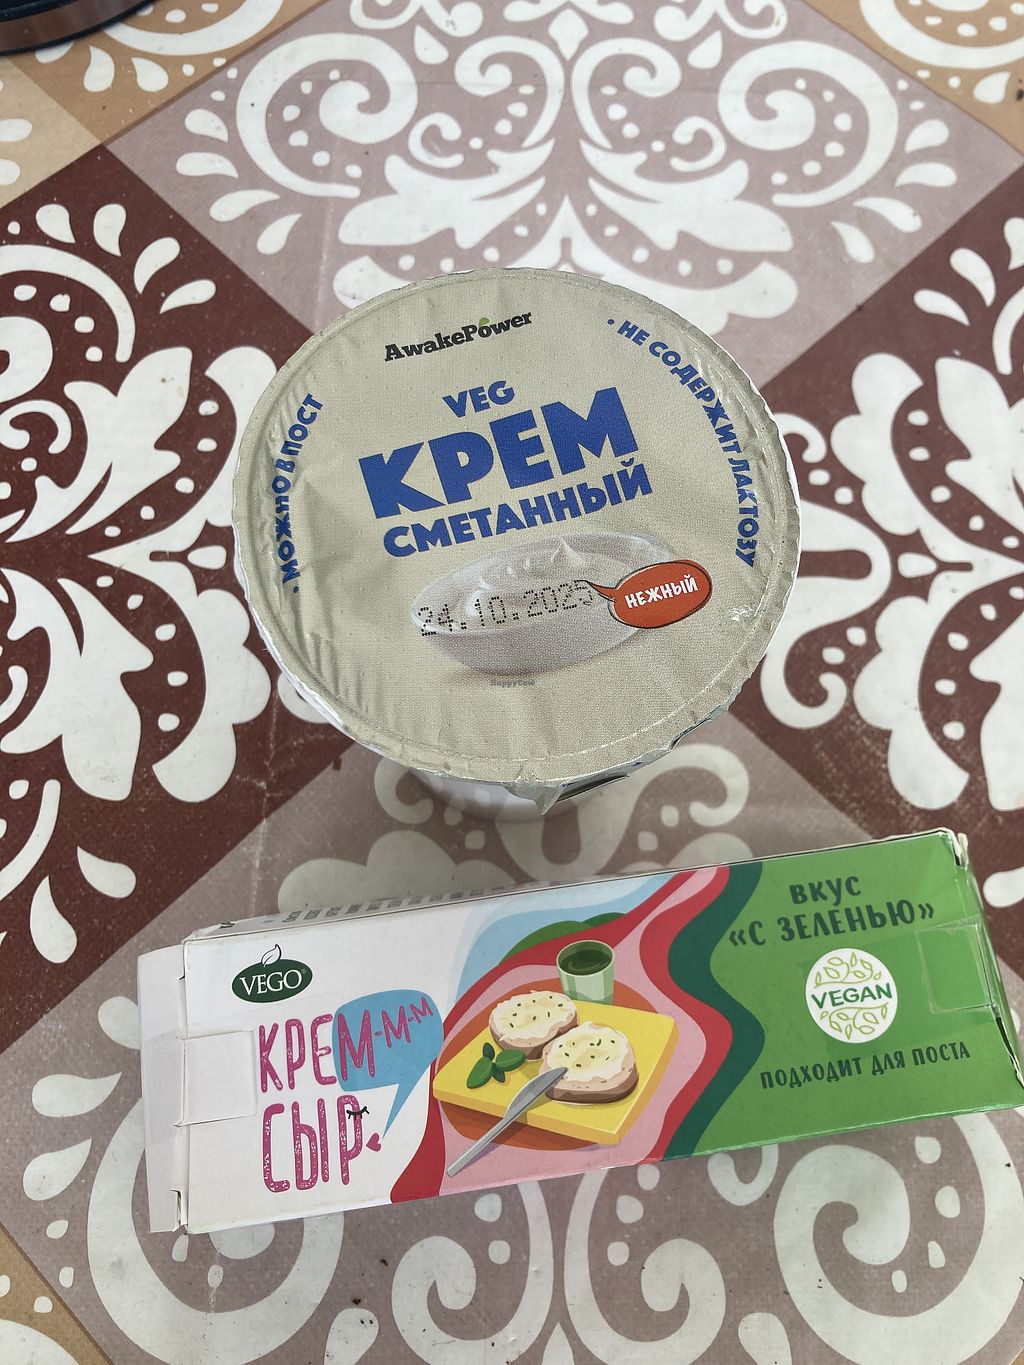 AwakePower
• НЕ СОДЕРЖИТ ЛАКТОЗУ
• МОЖНО В ПОСТ
VEG
КРЕМ
СМЕТАННЫЙ
24.10.2025
НЕЖНЫЙ
HappyCow
VEGO®
КРЕМ-М-М
СЫР
ВКУС
«С ЗЕЛЕНЬЮ»
VEGAN
ПОДХОДИТ ДЛЯ ПОСТА